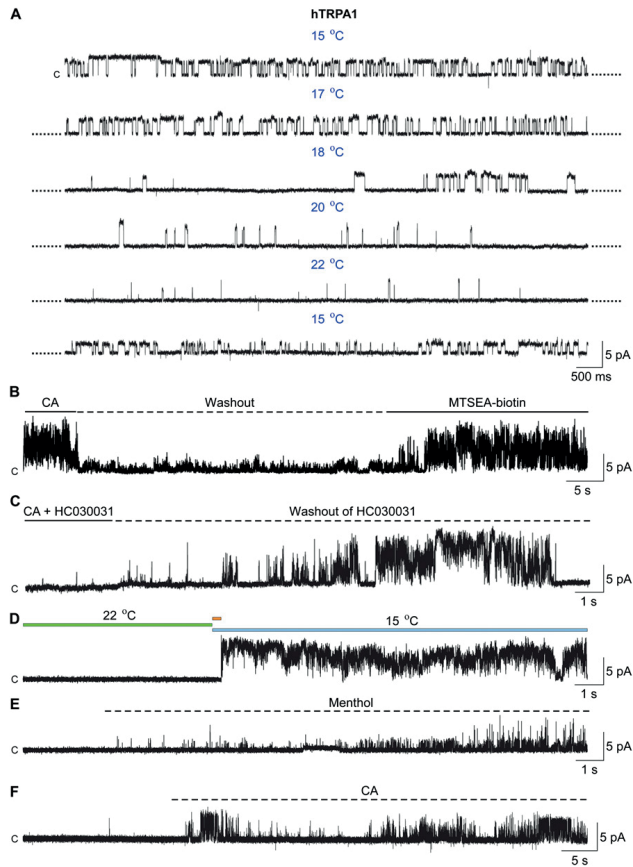 A
hTRPA1
15 °C
C
17 °C
18 °C
20 °C
22 °C
15 °C
5 pA
500 ms
B
CA Washout MTSEA-biotin
C
5 pA
5 s
C
CA + HC030031 Washout of HC030031
C
5 pA
1 s
D
22 °C 15 °C
C
5 pA
1 s
E
Menthol
C
5 pA
1 s
F
CA
C
5 pA
5 s